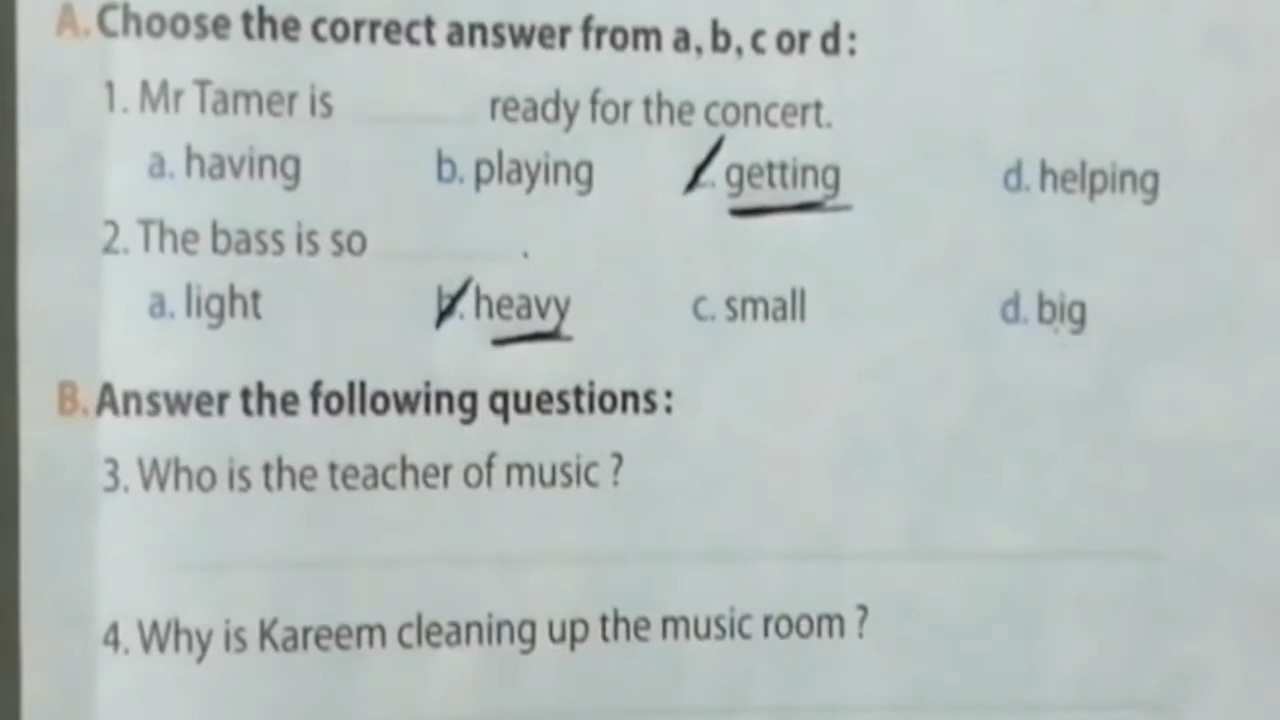 A. Choose the correct answer from a, b, c or d:
1. Mr Tamer is ready for the concert.
a. having b. playing getting d. helping
2. The bass is so .
a. light b. heavy c. small d. big
B. Answer the following questions:
3. Who is the teacher of music ?
4. Why is Kareem cleaning up the music room ?